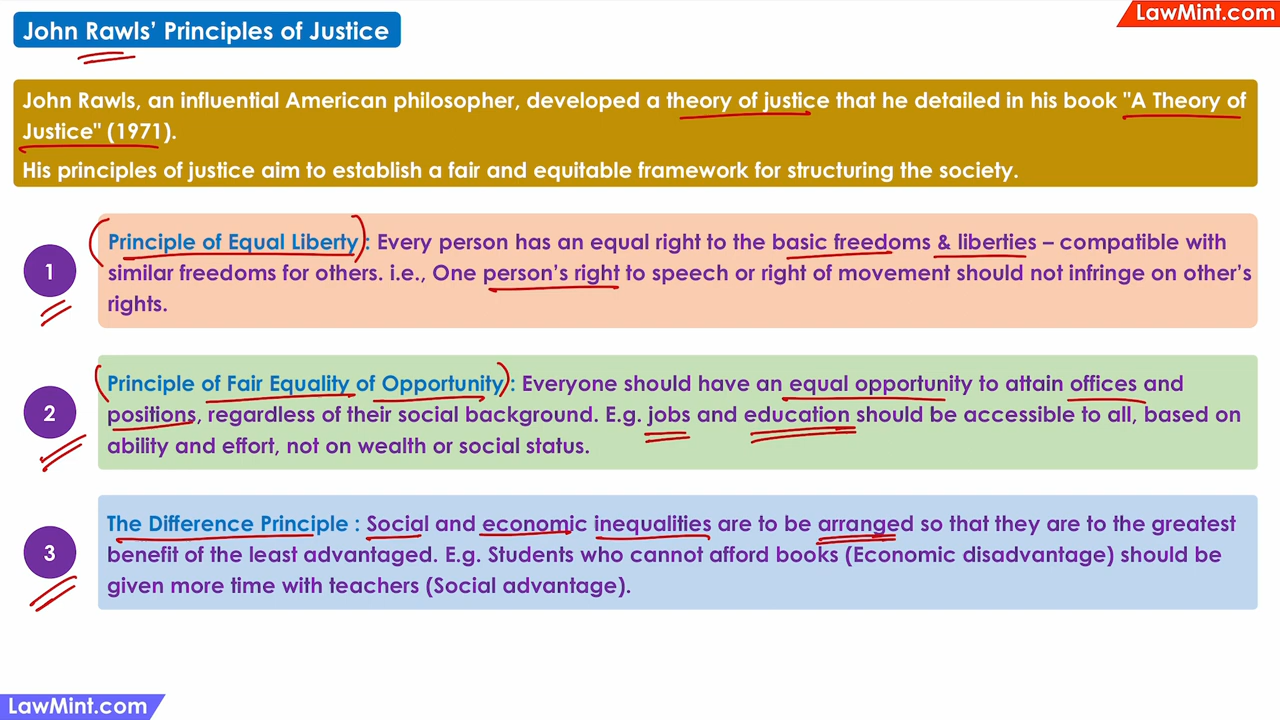 John Rawls’ Principles of Justice
LawMint.com
John Rawls, an influential American philosopher, developed a theory of justice that he detailed in his book "A Theory of
Justice" (1971).
His principles of justice aim to establish a fair and equitable framework for structuring the society.
1
Principle of Equal Liberty : Every person has an equal right to the basic freedoms & liberties – compatible with
similar freedoms for others. i.e., One person’s right to speech or right of movement should not infringe on other’s
rights.
2
Principle of Fair Equality of Opportunity : Everyone should have an equal opportunity to attain offices and
positions, regardless of their social background. E.g. jobs and education should be accessible to all, based on
ability and effort, not on wealth or social status.
3
The Difference Principle : Social and economic inequalities are to be arranged so that they are to the greatest
benefit of the least advantaged. E.g. Students who cannot afford books (Economic disadvantage) should be
given more time with teachers (Social advantage).
LawMint.com